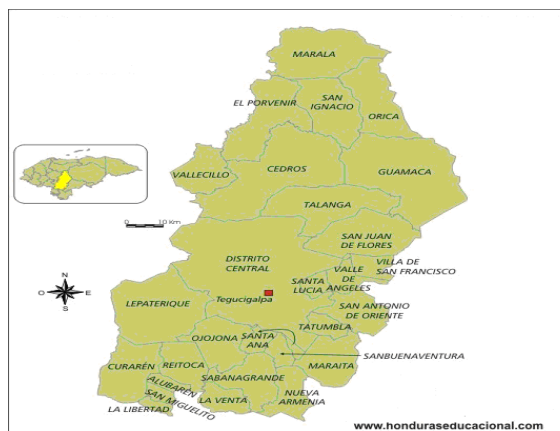 MARALA
SAN
IGNACIO
EL PORVENIR
ORICA
VALLECILLO
CEDROS
GUAMACA
TALANGA
0 10 Km
SAN JUAN
DE FLORES
DISTRITO
CENTRAL
VILLA DE
SAN FRANCISCO
VALLE
DE
ANGELES
SANTA
LUCIA
N
O E
S
LEPATERIQUE
Tegucigalpa
SAN ANTONIO
DE ORIENTE
TATUMBLA
OJOJONA
SANTA
ANA
SANBUENAVENTURA
CURARÉN
REITOCA
MARAITA
ALUBARÉN
SABANAGRANDE
SAN MIGUELITO
LA LIBERTAD
LA VENTA
NUEVA
ARMENIA
www.honduraseducacional.com